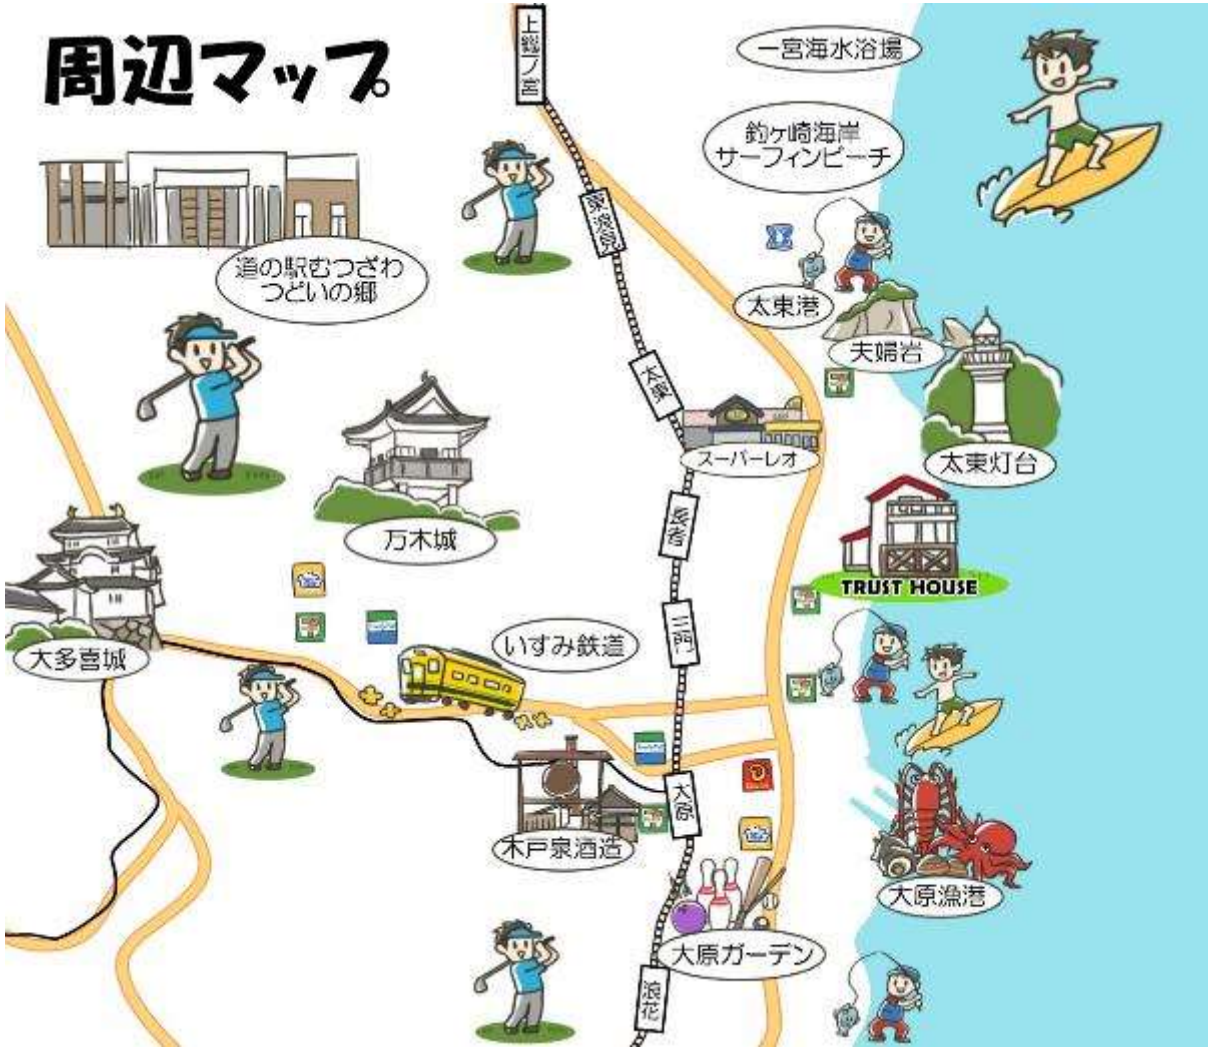 周辺マップ
上総ノ宮
一宮海水浴場
釣ヶ崎海岸
サーフィンビーチ
東浪見
道の駅むつざわ
つどいの郷
太東港
夫婦岩
太東
スーパーレオ
太東灯台
万木城
長者
TRUST HOUSE
三門
いすみ鉄道
大多喜城
大原
木戸泉酒造
大原漁港
大原ガーデン
浪花